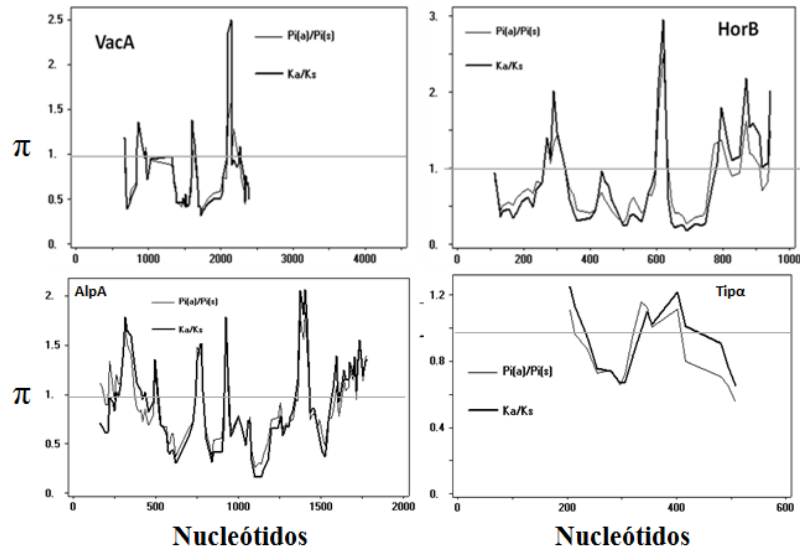 VacA
Pi(a)/Pi(s)
Ka/Ks
2.5
2.
1.5
1
0.5
0.
0 1000 2000 3000 4000
π
HorB
Pi(a)/Pi(s)
Ka/Ks
3.
2.
1.
0.
0 200 400 600 800 1000
AlpA
Pi(a)/Pi(s)
Ka/Ks
2.
1.5
1.
0.5
0.
0 500 1000 1500 2000
π
Nucleótidos
Tipα
Pi(a)/Pi(s)
Ka/Ks
1.2
0.8
0.4
0.
0 200 400 600
Nucleótidos